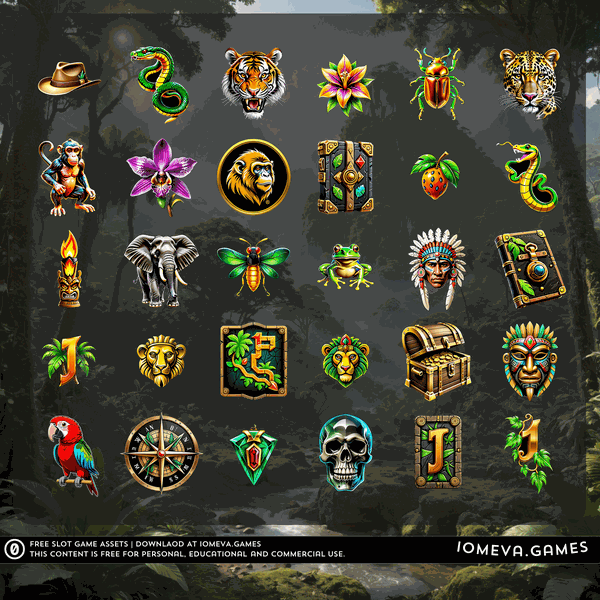 J
J
J
FREE SLOT GAME ASSETS | DOWNLAOD AT IOMEVA.GAMES
THIS CONTENT IS FREE FOR PERSONAL, EDUCATIONAL AND COMMERCIAL USE.
IOMEVA.GAMES